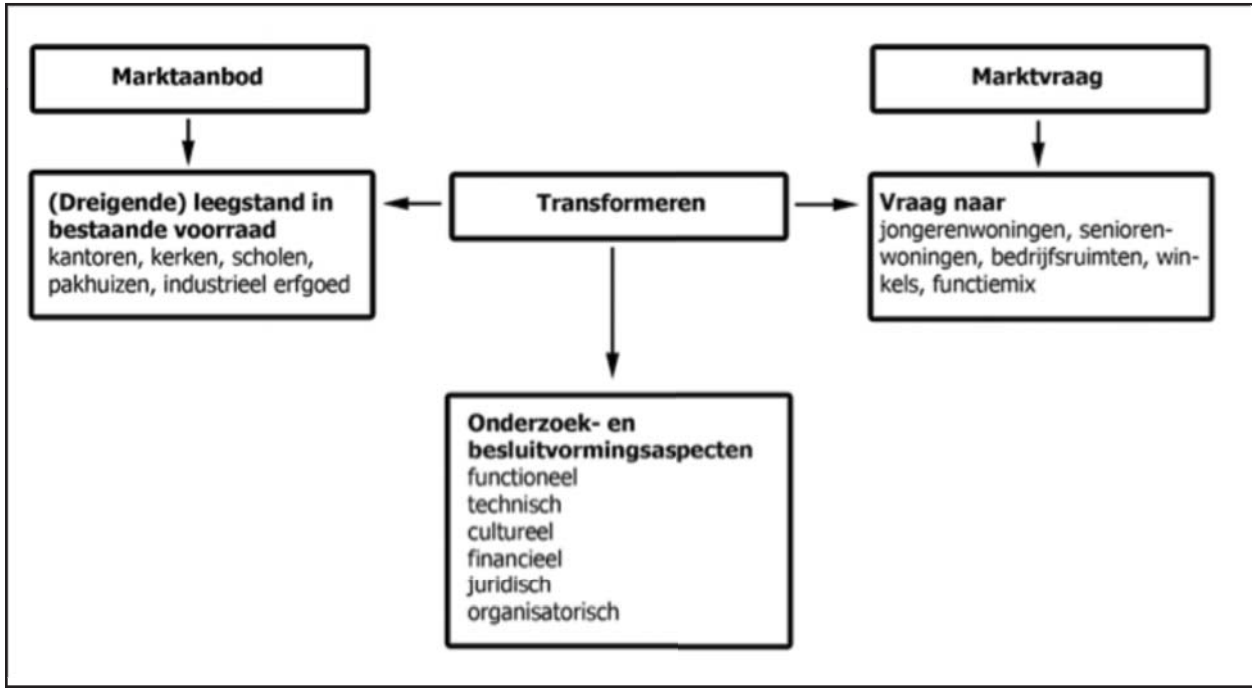 Marktaanbod
Marktvraag
(Dreigende) leegstand in
bestaande voorraad
kantoren, kerken, scholen,
pakhuizen, industrieel erfgoed
Transformeren
Vraag naar
jongerenwoningen, senioren-
woningen, bedrijfsruimten, win-
kels, functiemix
Onderzoek- en
besluitvormingsaspecten
functioneel
technisch
cultureel
financieel
juridisch
organisatorisch